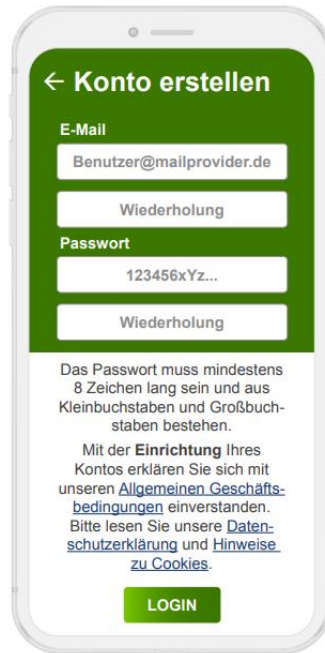 ← Konto erstellen
E-Mail
Benutzer@mailprovider.de
Wiederholung
Passwort
123456xYz...
Wiederholung
Das Passwort muss mindestens
8 Zeichen lang sein und aus
Kleinbuchstaben und Großbuch-
staben bestehen.
Mit der Einrichtung Ihres
Kontos erklären Sie sich mit
unseren Allgemeinen Geschäfts-
bedingungen einverstanden.
Bitte lesen Sie unsere Daten-
schutzerklärung und Hinweise
zu Cookies.
LOGIN